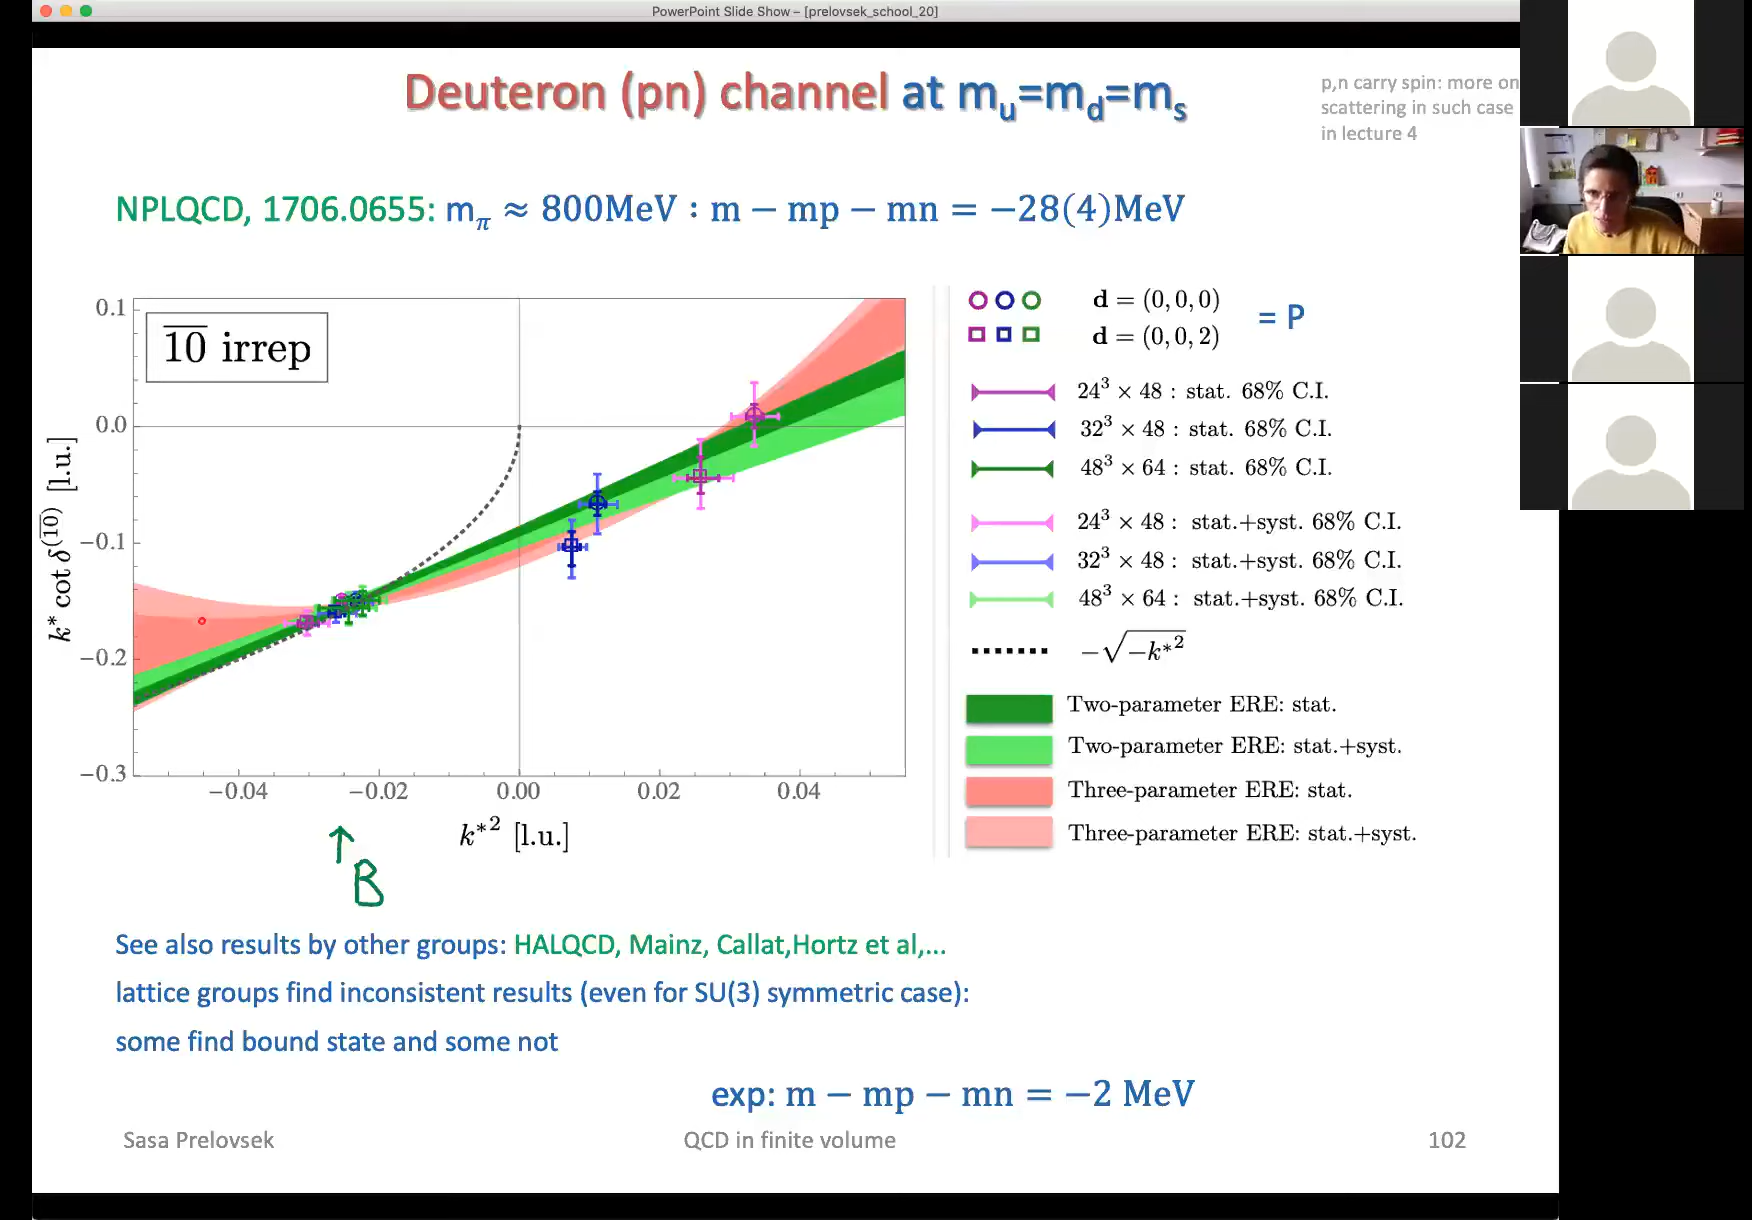 PowerPoint Slide Show – [prelovsek_school_20]
Deuteron (pn) channel at m_u=m_d=m_s
p,n carry spin: more on
scattering in such case
in lecture 4
NPLQCD, 1706.0655: m_π ≈ 800MeV : m − mp − mn = −28(4)MeV
0.1
0.0
−0.1
−0.2
−0.3
k* cot δ^(\overline{10}) [l.u.]
\overline{10} irrep
−0.04 −0.02 0.00 0.02 0.04
k*² [l.u.]
B
d = (0,0,0)
d = (0,0,2)
= P
24³ × 48 : stat. 68% C.I.
32³ × 48 : stat. 68% C.I.
48³ × 64 : stat. 68% C.I.
24³ × 48 : stat.+syst. 68% C.I.
32³ × 48 : stat.+syst. 68% C.I.
48³ × 64 : stat.+syst. 68% C.I.
−√−k*²
Two-parameter ERE: stat.
Two-parameter ERE: stat.+syst.
Three-parameter ERE: stat.
Three-parameter ERE: stat.+syst.
See also results by other groups: HALQCD, Mainz, Callat,Hortz et al,...
lattice groups find inconsistent results (even for SU(3) symmetric case):
some find bound state and some not
exp: m − mp − mn = −2 MeV
Sasa Prelovsek
QCD in finite volume
102